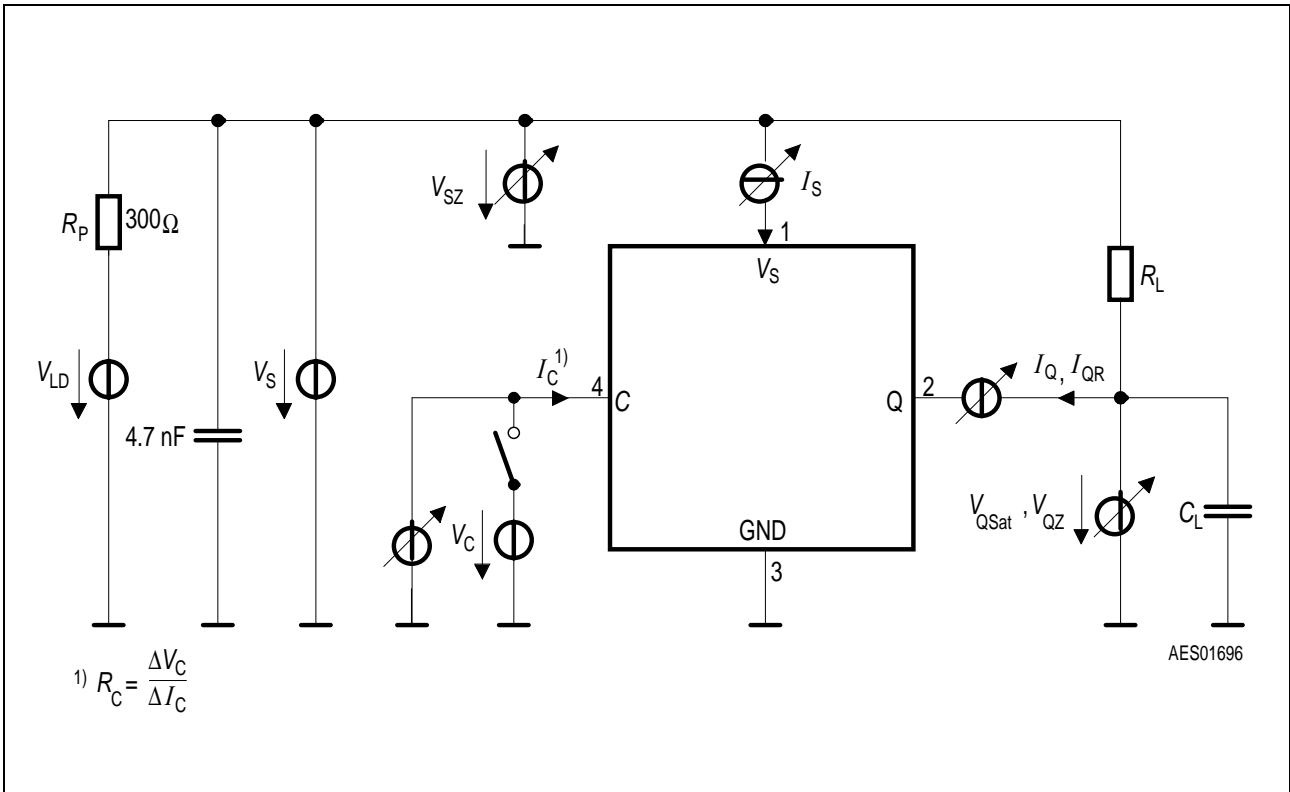 V_SZ
I_S
1
R_P 300Ω
V_S
R_L
V_LD
V_S
I_C 1)
4
C
Q
2
I_Q, I_QR
4.7 nF
V_C
GND
V_QSat , V_QZ
C_L
3
AES01696
1) R_C = ΔV_C / ΔI_C